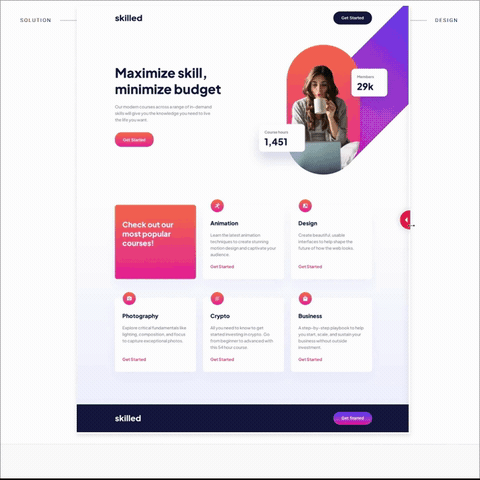 SOLUTION
DESIGN
skilled
Get Started
Maximize skill,
minimize budget
Our modern courses across a range of in-demand
skills will give you the knowledge you need to live
the life you want.
Get Started
Members
29k
Course hours
1,451
Check out our
most popular
courses!
Animation
Learn the latest animation
techniques to create stunning
motion design and captivate your
audience.
Get Started
Design
Create beautiful, usable
interfaces to help shape the
future of how the web looks.
Get Started
Photography
Explore critical fundamentals like
lighting, composition, and focus
to capture exceptional photos.
Get Started
Crypto
All you need to know to get
started investing in crypto. Go
from beginner to advanced with
this 54 hour course.
Get Started
Business
A step-by-step playbook to help
you start, scale, and sustain your
business without outside
investment.
Get Started
skilled
Get Started